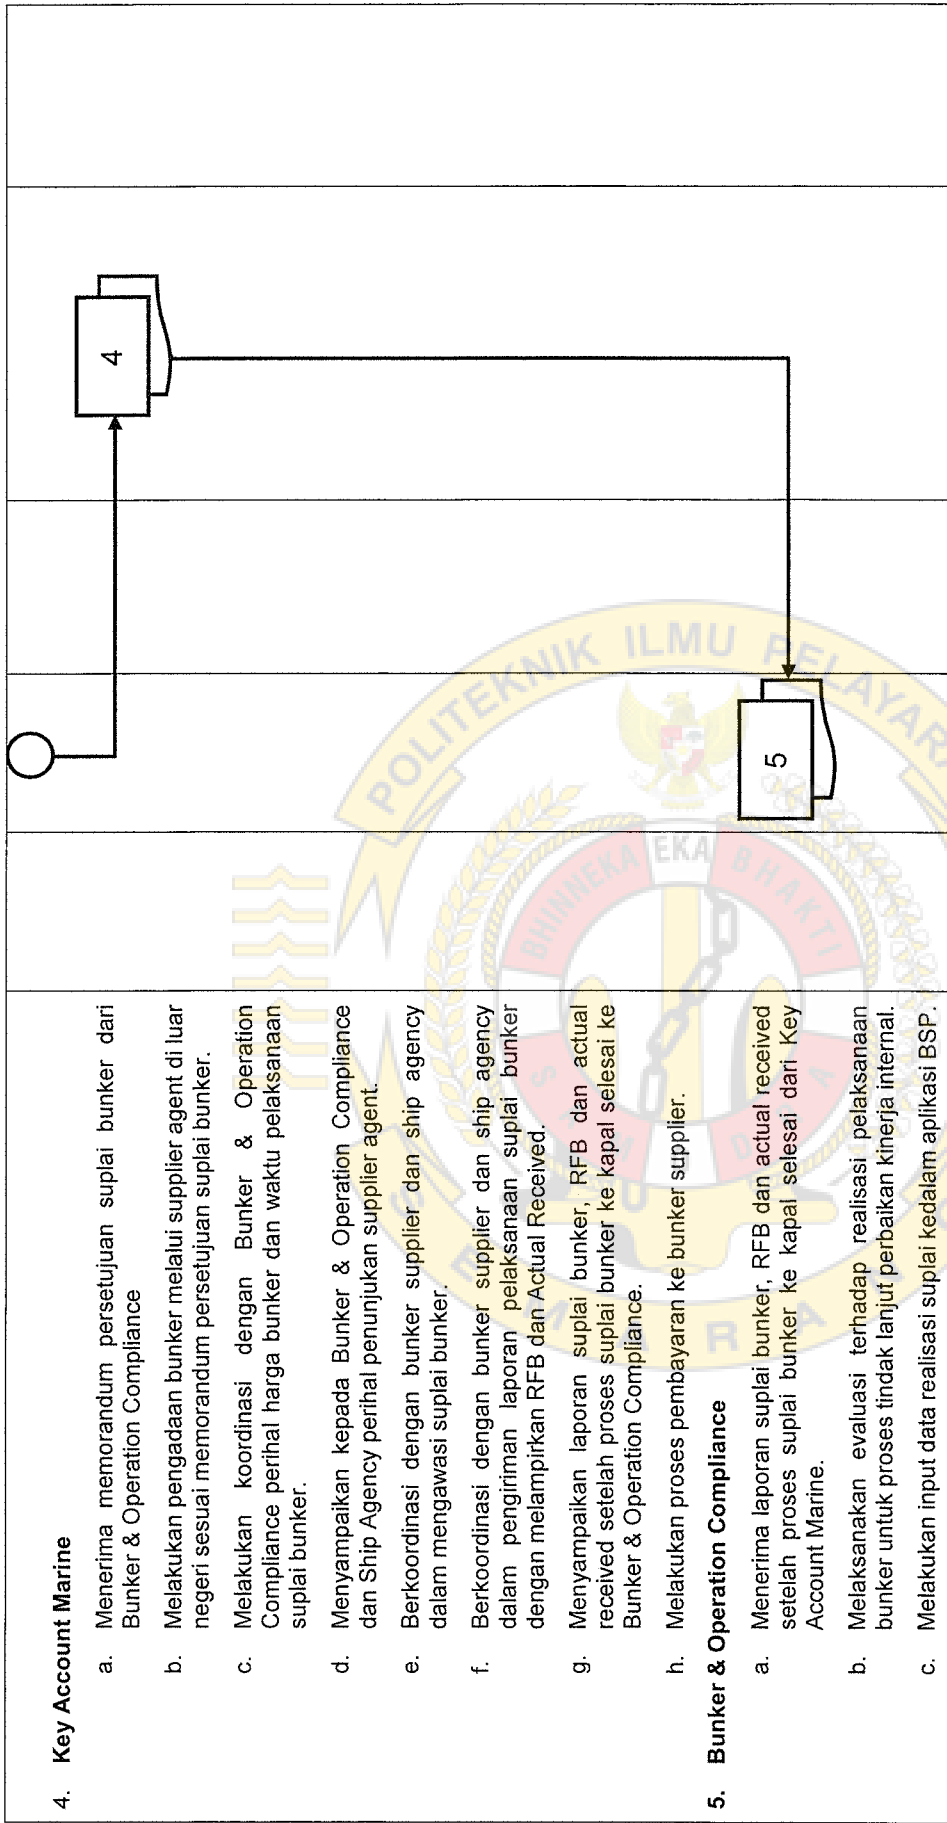 4. Key Account Marine
a. Menerima memorandum persetujuan suplai bunker dari
Bunker & Operation Compliance
b. Melakukan pengadaan bunker melalui supplier agent di luar
negeri sesuai memorandum persetujuan suplai bunker.
c. Melakukan koordinasi dengan Bunker & Operation
Compliance perihal harga bunker dan waktu pelaksanaan
suplai bunker.
d. Menyampaikan kepada Bunker & Operation Compliance
dan Ship Agency perihal penunjukan supplier agent.
e. Berkoordinasi dengan bunker supplier dan ship agency
dalam mengawasi suplai bunker.
f. Berkoordinasi dengan bunker supplier dan ship agency
dalam pengiriman laporan pelaksanaan suplai bunker
dengan melampirkan RFB dan Actual Received.
g. Menyampaikan laporan suplai bunker, RFB dan actual
received setelah proses suplai bunker ke kapal selesai ke
Bunker & Operation Compliance.
h. Melakukan proses pembayaran ke bunker supplier.
5. Bunker & Operation Compliance
a. Menerima laporan suplai bunker, RFB dan actual received
setelah proses suplai bunker ke kapal selesai dari Key
Account Marine.
b. Melaksanakan evaluasi terhadap realisasi pelaksanaan
bunker untuk proses tindak lanjut perbaikan kinerja internal.
c. Melakukan input data realisasi suplai kedalam aplikasi BSP.
4
5
POLITEKNIK ILMU PELAYARA
BHINNEKA EKA BHAKTI
SEMARAN